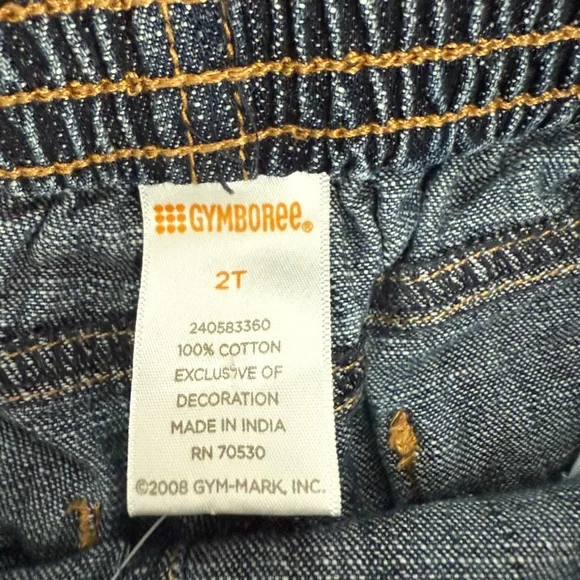 GYMBOREE®
2T
240583360
100% COTTON
EXCLUSIVE OF
DECORATION
MADE IN INDIA
RN 70530
©2008 GYM-MARK, INC.